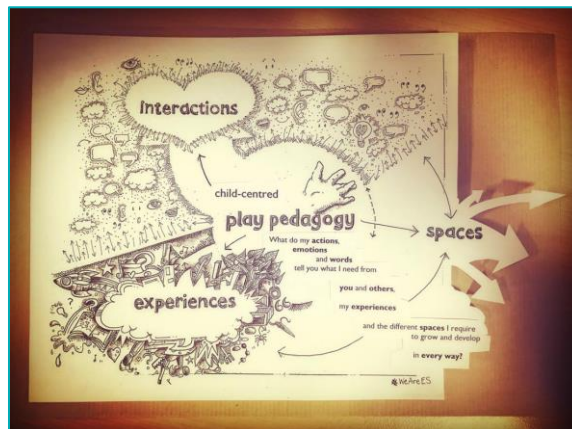 interactions
child-centred
play pedagogy
spaces
What do my actions,
emotions
and words
tell you what I need from
you and others,
my experiences
and the different spaces I require
to grow and develop
in every way?
experiences
WeAreES